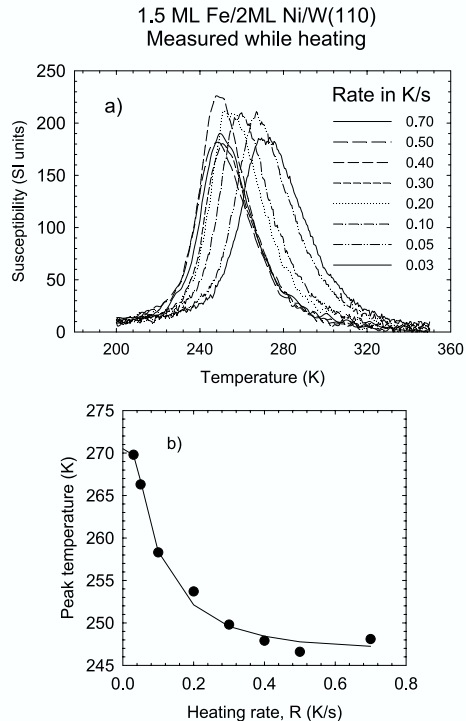 1.5 ML Fe/2ML Ni/W(110)
Measured while heating
250
200
150
100
50
0
Susceptibility (SI units)
a)
Rate in K/s
0.70
0.50
0.40
0.30
0.20
0.10
0.05
0.03
200 240 280 320 360
Temperature (K)
275
270
265
260
255
250
245
Peak temperature (K)
b)
0.0 0.2 0.4 0.6 0.8
Heating rate, R (K/s)